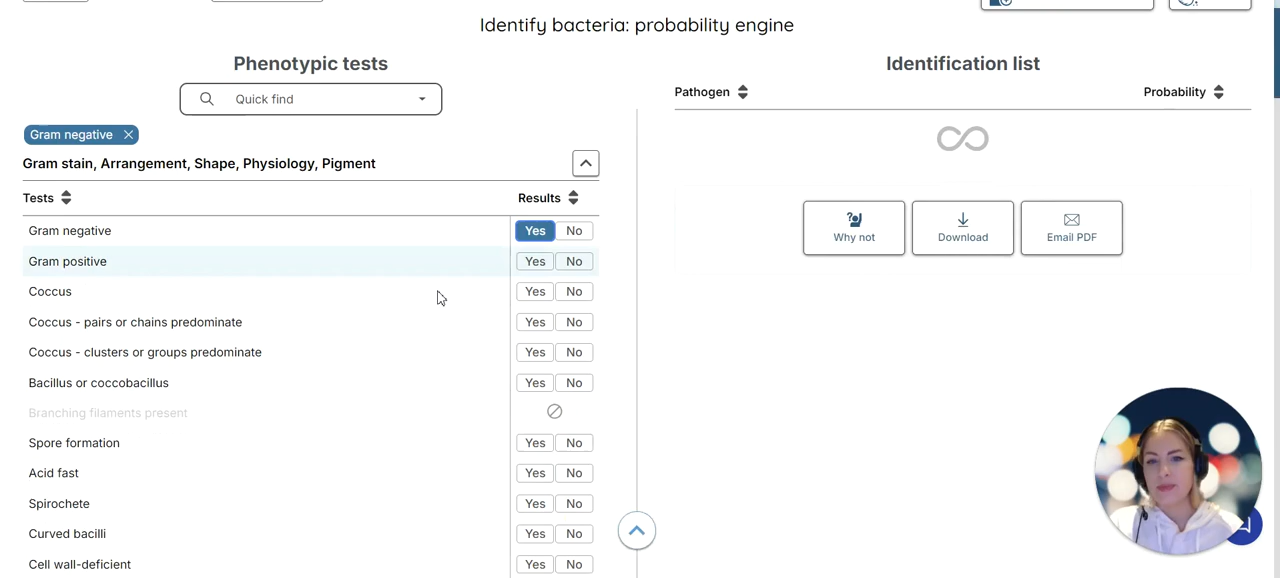 Identify bacteria: probability engine
Phenotypic tests
Quick find
Gram negative
Gram stain, Arrangement, Shape, Physiology, Pigment
Tests Results
Gram negative Yes No
Gram positive Yes No
Coccus Yes No
Coccus - pairs or chains predominate Yes No
Coccus - clusters or groups predominate Yes No
Bacillus or coccobacillus Yes No
Branching filaments present
Spore formation Yes No
Acid fast Yes No
Spirochete Yes No
Curved bacilli Yes No
Cell wall-deficient Yes No
Identification list
Pathogen Probability
Why not Download Email PDF